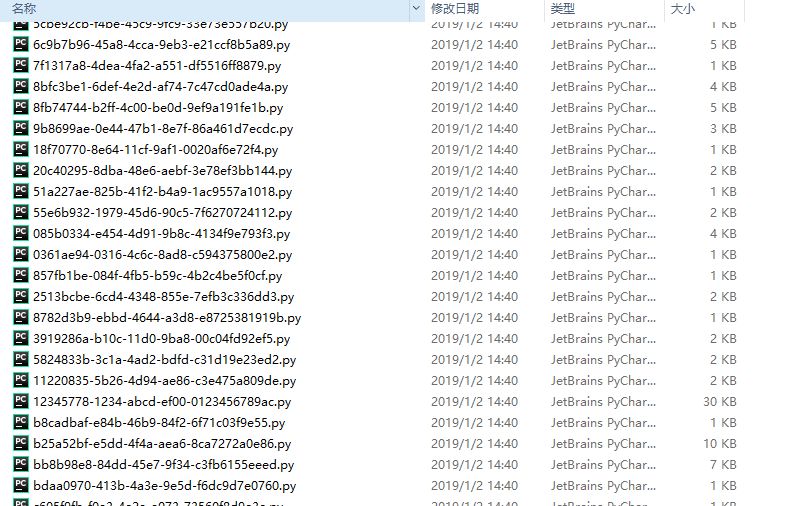 名称 修改日期 类型 大小
5cbe92cb-f4be-45c9-9fc9-33e73e557b20.py 2019/1/2 14:40 JetBrains PyChar... 1 KB
6c9b7b96-45a8-4cca-9eb3-e21ccf8b5a89.py 2019/1/2 14:40 JetBrains PyChar... 5 KB
7f1317a8-4dea-4fa2-a551-df5516ff8879.py 2019/1/2 14:40 JetBrains PyChar... 1 KB
8bfc3be1-6def-4e2d-af74-7c47cd0ade4a.py 2019/1/2 14:40 JetBrains PyChar... 4 KB
8fb74744-b2ff-4c00-be0d-9ef9a191fe1b.py 2019/1/2 14:40 JetBrains PyChar... 5 KB
9b8699ae-0e44-47b1-8e7f-86a461d7ecdc.py 2019/1/2 14:40 JetBrains PyChar... 3 KB
18f70770-8e64-11cf-9af1-0020af6e72f4.py 2019/1/2 14:40 JetBrains PyChar... 1 KB
20c40295-8dba-48e6-aebf-3e78ef3bb144.py 2019/1/2 14:40 JetBrains PyChar... 2 KB
51a227ae-825b-41f2-b4a9-1ac9557a1018.py 2019/1/2 14:40 JetBrains PyChar... 1 KB
55e6b932-1979-45d6-90c5-7f6270724112.py 2019/1/2 14:40 JetBrains PyChar... 2 KB
085b0334-e454-4d91-9b8c-4134f9e793f3.py 2019/1/2 14:40 JetBrains PyChar... 4 KB
0361ae94-0316-4c6c-8ad8-c594375800e2.py 2019/1/2 14:40 JetBrains PyChar... 1 KB
857fb1be-084f-4fb5-b59c-4b2c4be5f0cf.py 2019/1/2 14:40 JetBrains PyChar... 1 KB
2513bcbe-6cd4-4348-855e-7efb3c336dd3.py 2019/1/2 14:40 JetBrains PyChar... 2 KB
8782d3b9-ebbd-4644-a3d8-e8725381919b.py 2019/1/2 14:40 JetBrains PyChar... 1 KB
3919286a-b10c-11d0-9ba8-00c04fd92ef5.py 2019/1/2 14:40 JetBrains PyChar... 2 KB
5824833b-3c1a-4ad2-bdfd-c31d19e23ed2.py 2019/1/2 14:40 JetBrains PyChar... 2 KB
11220835-5b26-4d94-ae86-c3e475a809de.py 2019/1/2 14:40 JetBrains PyChar... 2 KB
12345778-1234-abcd-ef00-0123456789ac.py 2019/1/2 14:40 JetBrains PyChar... 30 KB
b8cadbaf-e84b-46b9-84f2-6f71c03f9e55.py 2019/1/2 14:40 JetBrains PyChar... 1 KB
b25a52bf-e5dd-4f4a-aea6-8ca7272a0e86.py 2019/1/2 14:40 JetBrains PyChar... 10 KB
bb8b98e8-84dd-45e7-9f34-c3fb6155eeed.py 2019/1/2 14:40 JetBrains PyChar... 7 KB
bdaa0970-413b-4a3e-9e5d-f6dc9d7e0760.py 2019/1/2 14:40 JetBrains PyChar... 1 KB
2019/1/2 14:40 JetBrains PyChar... 1 KB